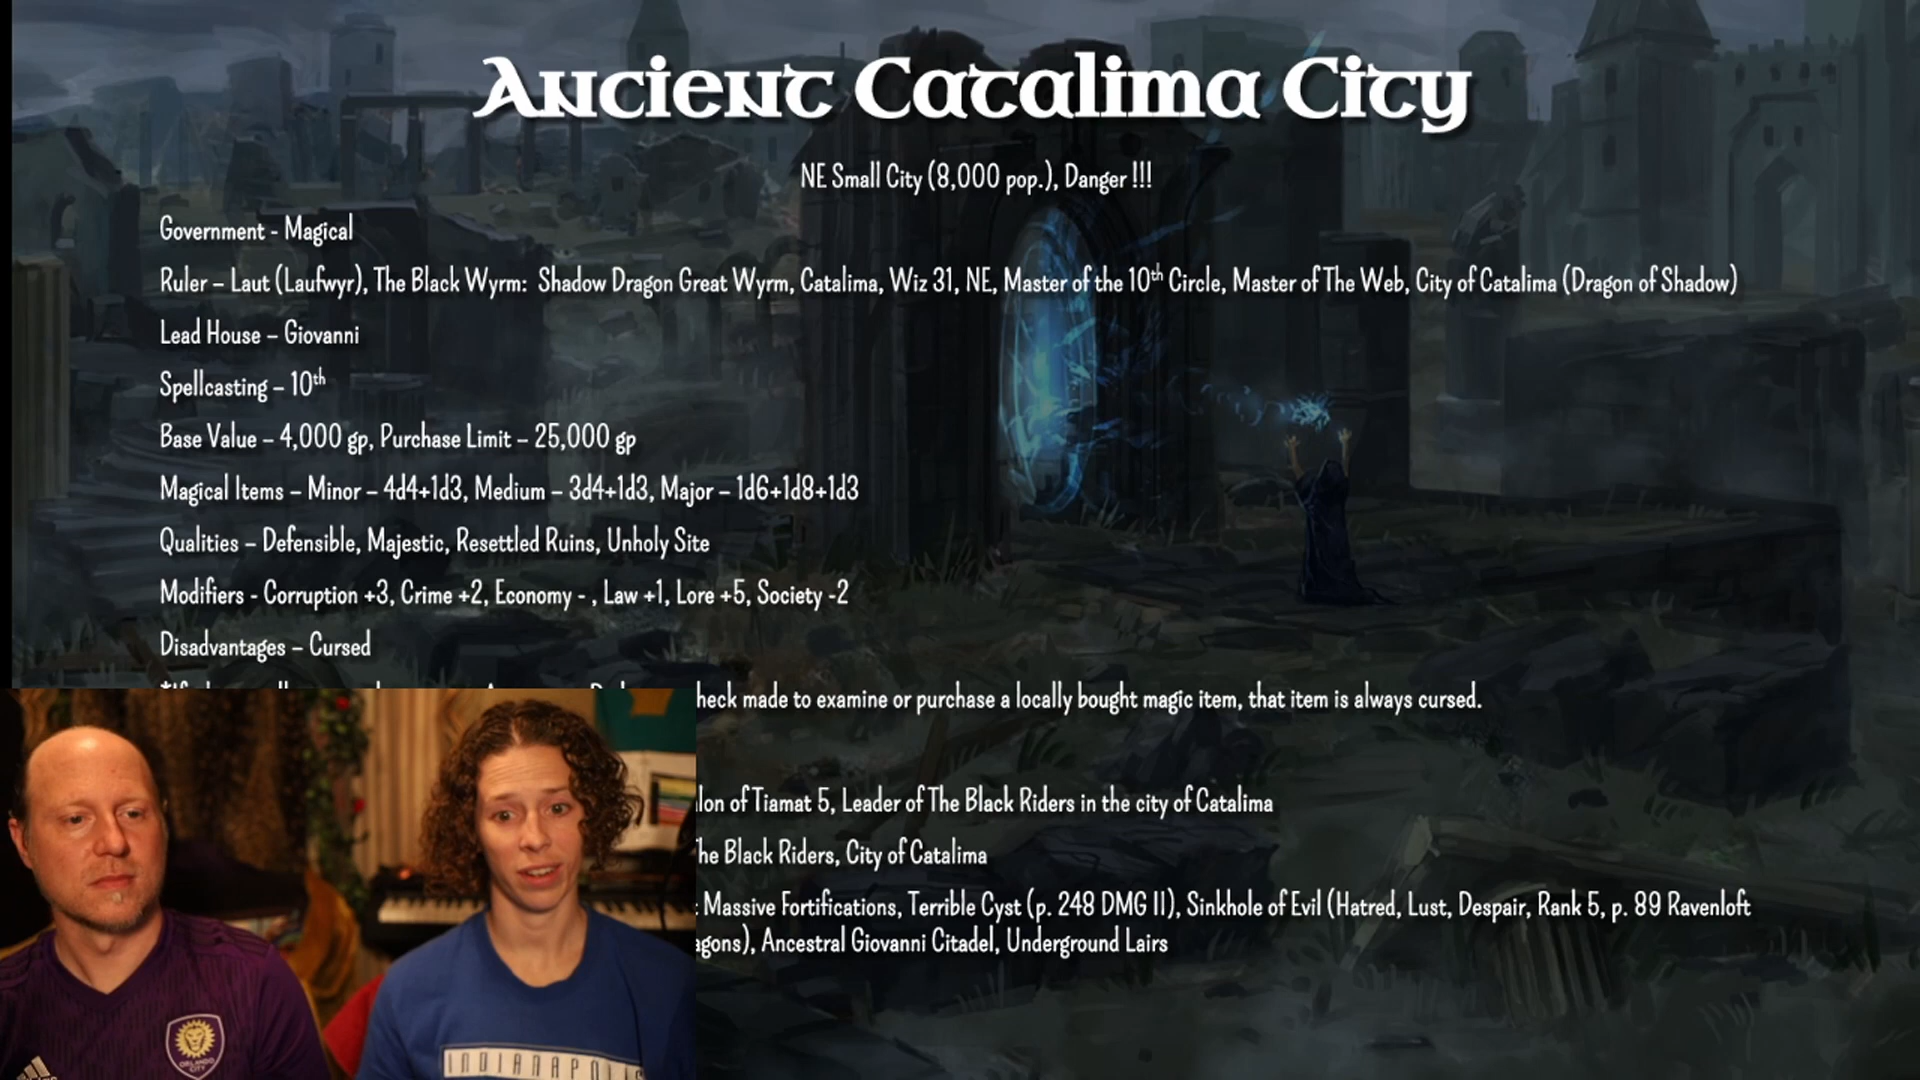 Ancient Catalima City
NE Small City (8,000 pop.), Danger !!!
Government - Magical
Ruler – Laut (Laufwyr), The Black Wyrm: Shadow Dragon Great Wyrm, Catalima, Wiz 31, NE, Master of the 10th Circle, Master of The Web, City of Catalima (Dragon of Shadow)
Lead House – Giovanni
Spellcasting – 10th
Base Value – 4,000 gp, Purchase Limit – 25,000 gp
Magical Items – Minor – 4d4+1d3, Medium – 3d4+1d3, Major – 1d6+1d8+1d3
Qualities – Defensible, Majestic, Resettled Ruins, Unholy Site
Modifiers - Corruption +3, Crime +2, Economy - , Law +1, Lore +5, Society -2
Disadvantages – Cursed
made to examine or purchase a locally bought magic item, that item is always cursed.
of Tiamat 5, Leader of The Black Riders in the city of Catalima
The Black Riders, City of Catalima
: Massive Fortifications, Terrible Cyst (p. 248 DMG II), Sinkhole of Evil (Hatred, Lust, Despair, Rank 5, p. 89 Ravenloft
Ancestral Giovanni Citadel, Underground Lairs
ORLANDO
CITY
INDIANAPOLIS